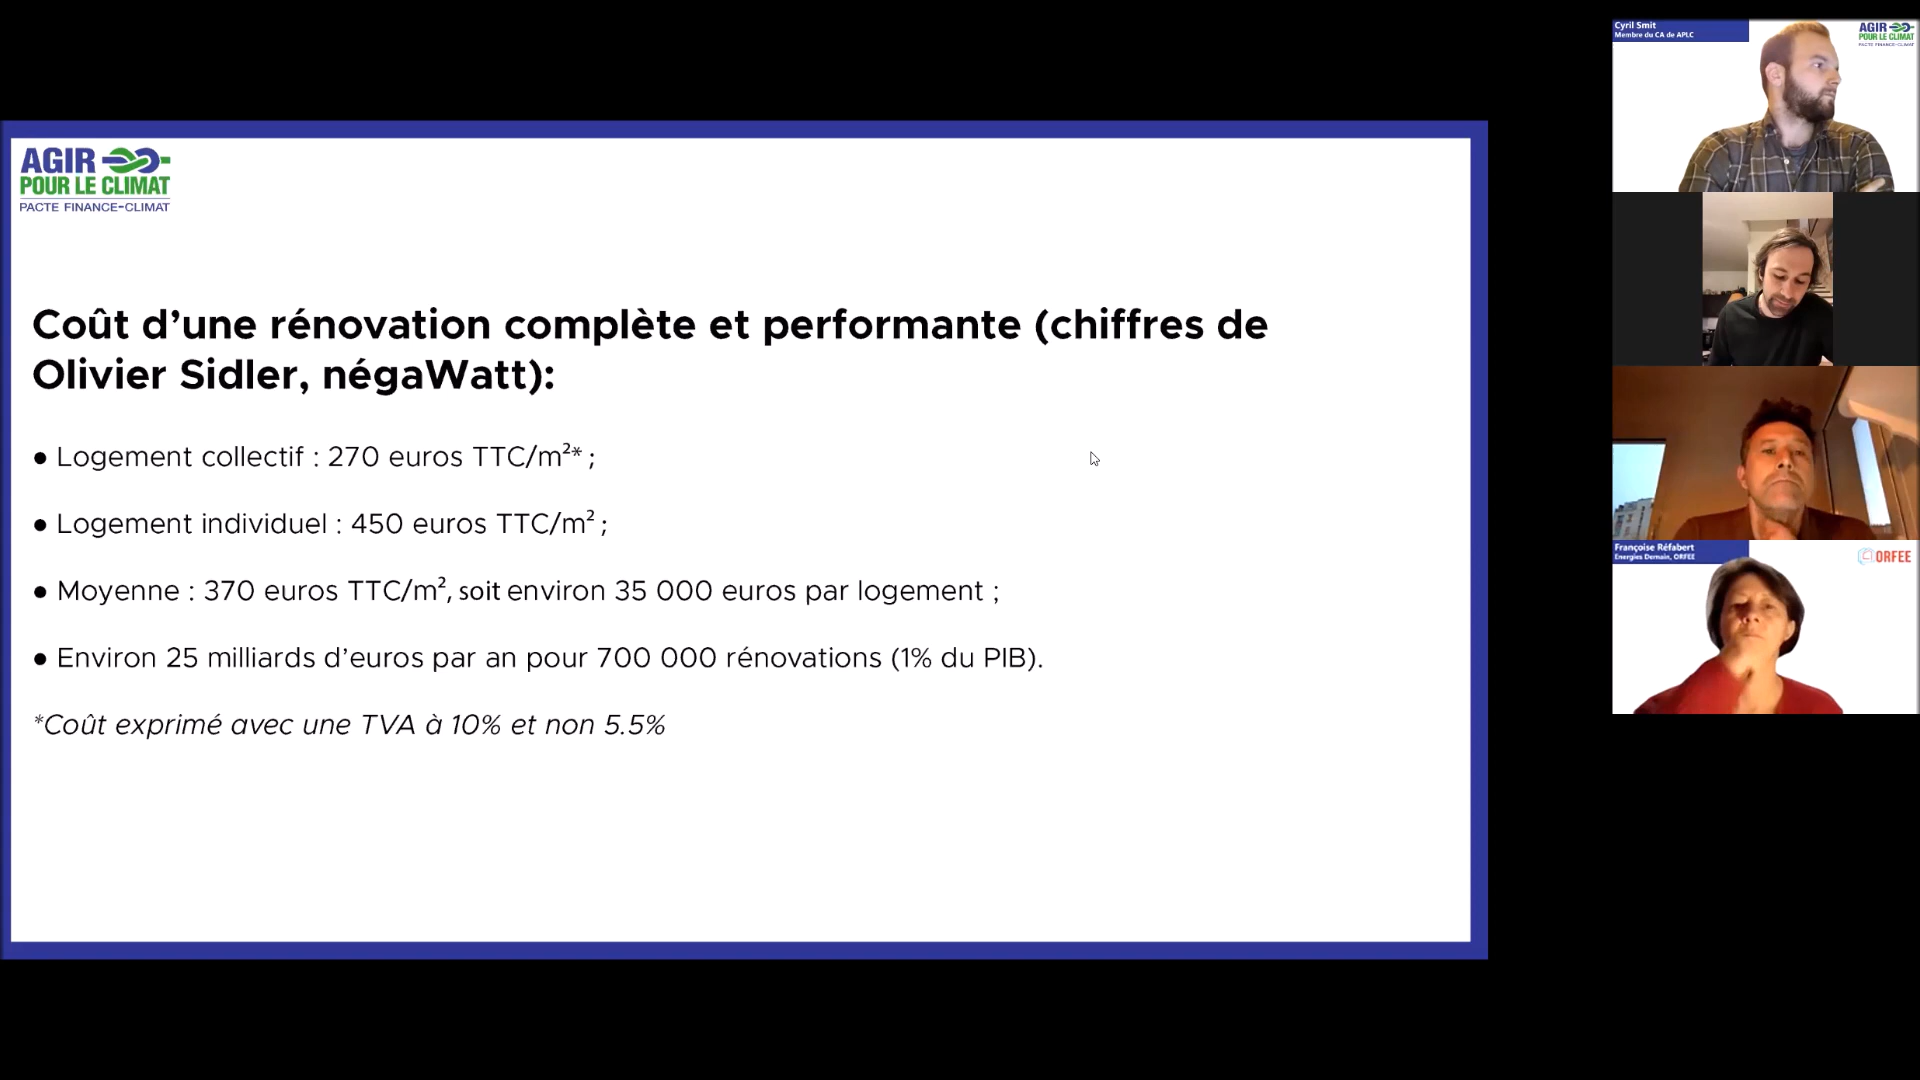 AGIR
POUR LE CLIMAT
PACTE FINANCE-CLIMAT
Coût d’une rénovation complète et performante (chiffres de
Olivier Sidler, négaWatt):
● Logement collectif : 270 euros TTC/m²* ;
● Logement individuel : 450 euros TTC/m² ;
● Moyenne : 370 euros TTC/m², soit environ 35 000 euros par logement ;
● Environ 25 milliards d’euros par an pour 700 000 rénovations (1% du PIB).
*Coût exprimé avec une TVA à 10% et non 5.5%
Cyril Smit
Membre du CA de APLC
AGIR
POUR LE CLIMAT
PACTE FINANCE-CLIMAT
Françoise Réfabert
Energies Demain, ORFEE
ORFEE